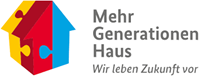 Mehr
Generationen
Haus
Wir leben Zukunft vor